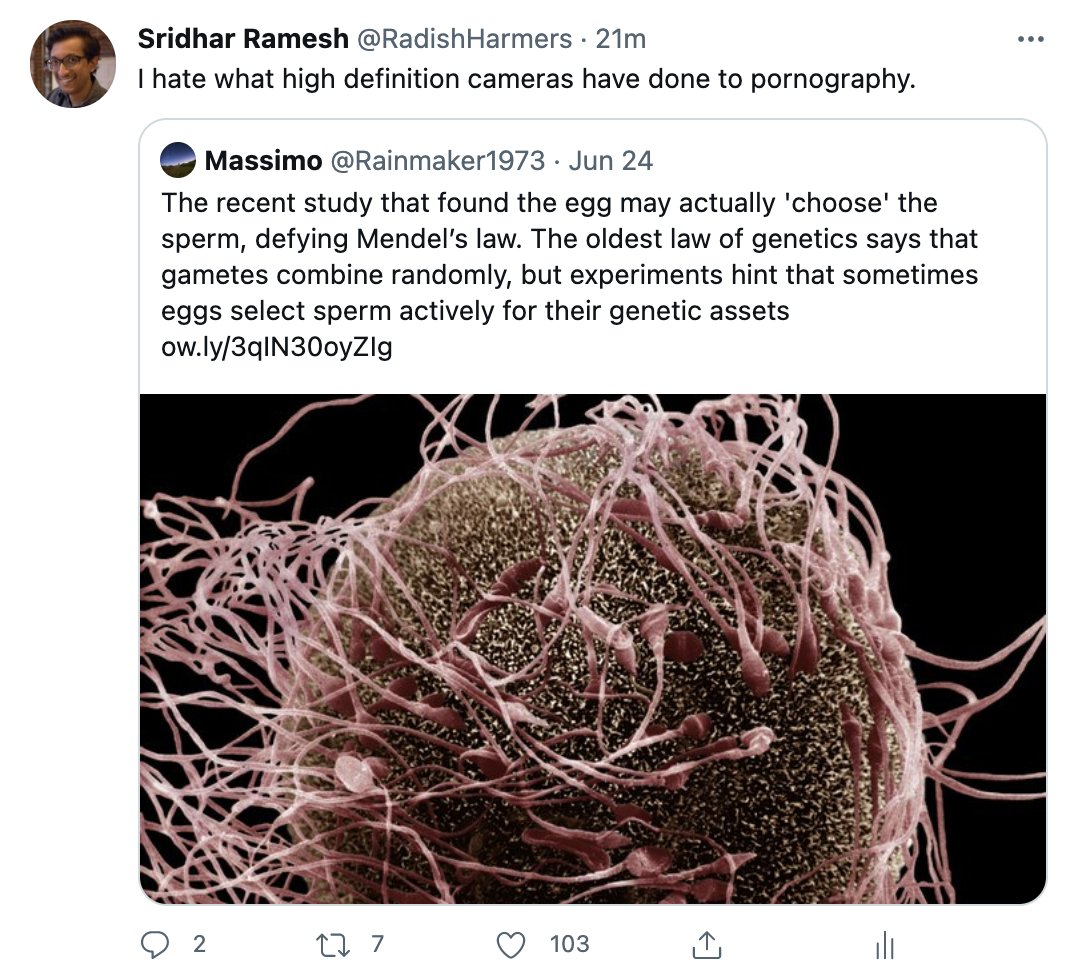 Sridhar Ramesh @RadishHarmers · 21m
I hate what high definition cameras have done to pornography.
Massimo @Rainmaker1973 · Jun 24
The recent study that found the egg may actually 'choose' the
sperm, defying Mendel’s law. The oldest law of genetics says that
gametes combine randomly, but experiments hint that sometimes
eggs select sperm actively for their genetic assets
ow.ly/3qIN30oyZIg
2 7 103